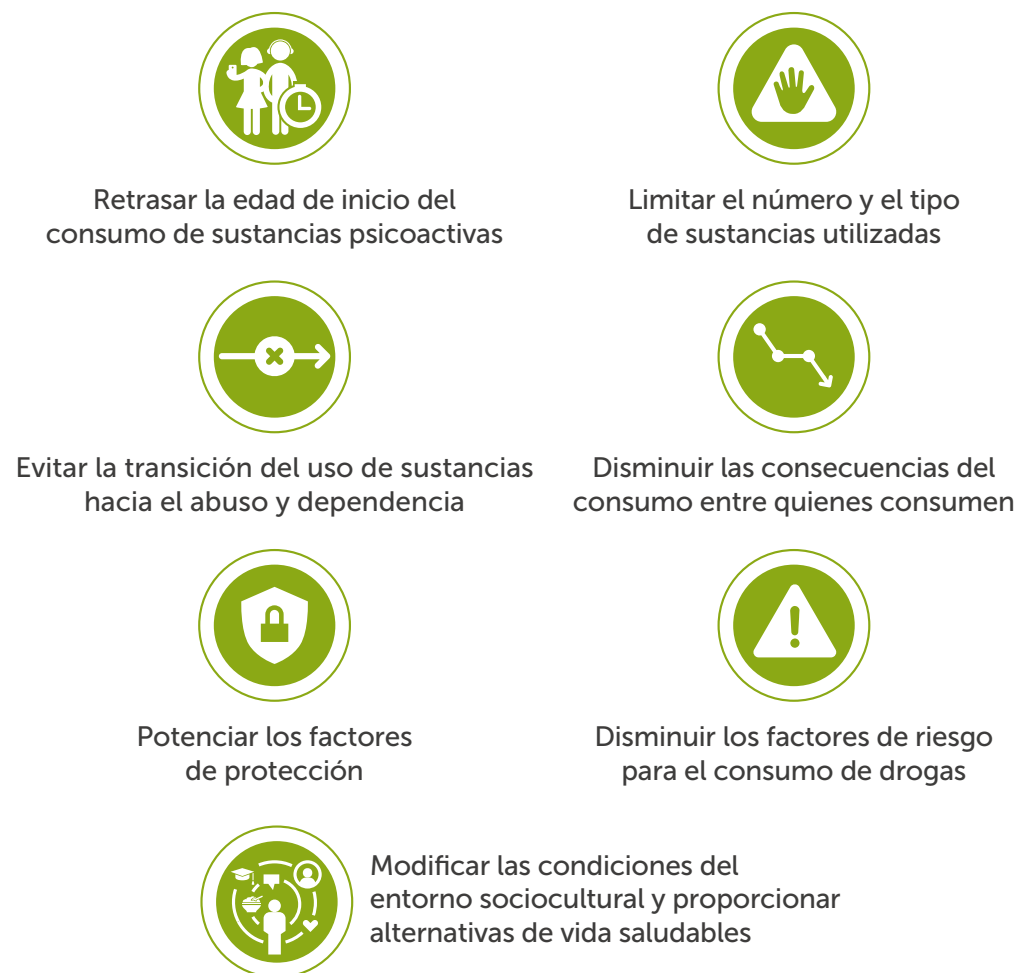 Retrasar la edad de inicio del
consumo de sustancias psicoactivas
Limitar el número y el tipo
de sustancias utilizadas
Evitar la transición del uso de sustancias
hacia el abuso y dependencia
Disminuir las consecuencias del
consumo entre quienes consumen
Potenciar los factores
de protección
Disminuir los factores de riesgo
para el consumo de drogas
Modificar las condiciones del
entorno sociocultural y proporcionar
alternativas de vida saludables